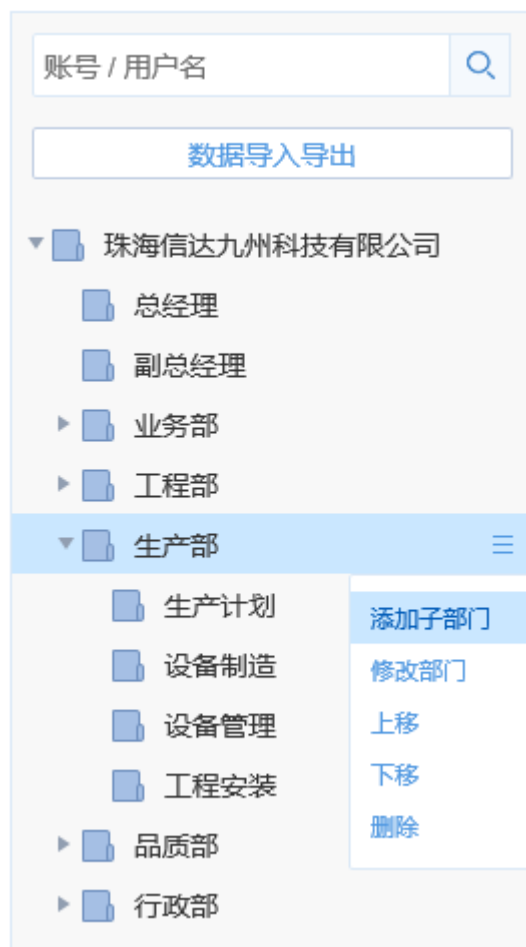 账号 / 用户名
数据导入导出
珠海信达九州科技有限公司
总经理
副总经理
业务部
工程部
生产部
生产计划
添加子部门
设备制造
修改部门
设备管理
上移
工程安装
下移
删除
品质部
行政部